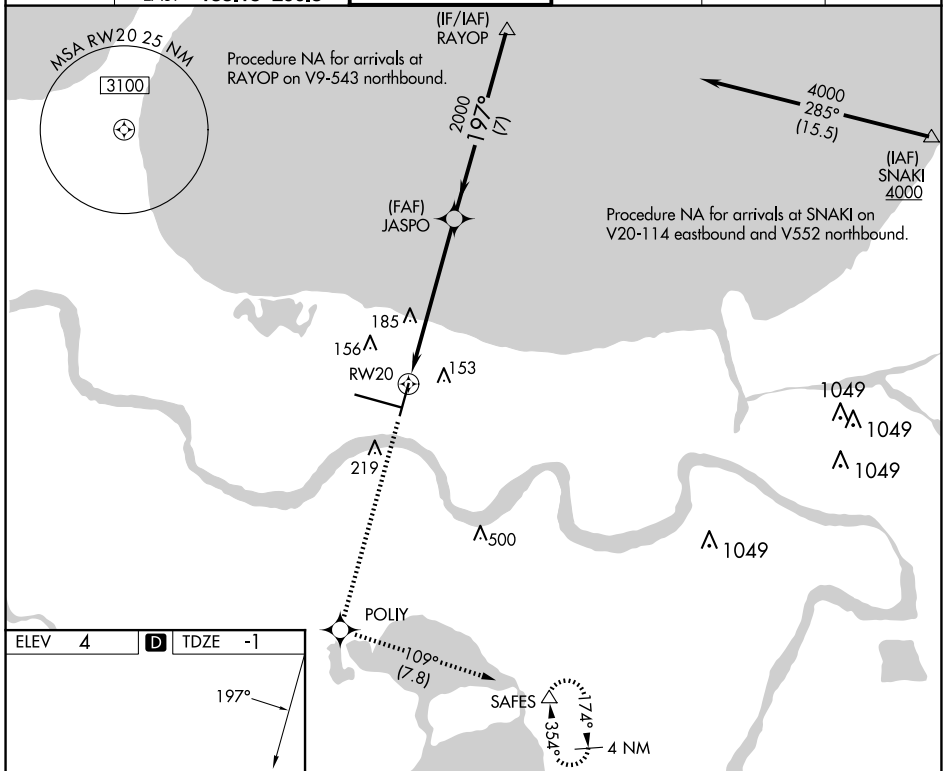 MSA RW20 25 NM
3100
Procedure NA for arrivals at
RAYOP on V9-543 northbound.
(IF/IAF)
RAYOP
2000
197°
(7)
4000
285°
(15.5)
(IAF)
SNAKI
4000
(FAF)
JASPO
Procedure NA for arrivals at SNAKI on
V20-114 eastbound and V552 northbound.
185
156
RW20
153
1049
1049
1049
219
500
1049
POLIY
109°
(7.8)
SAFES
174°
354°
4 NM
ELEV 4 D TDZE -1
197°